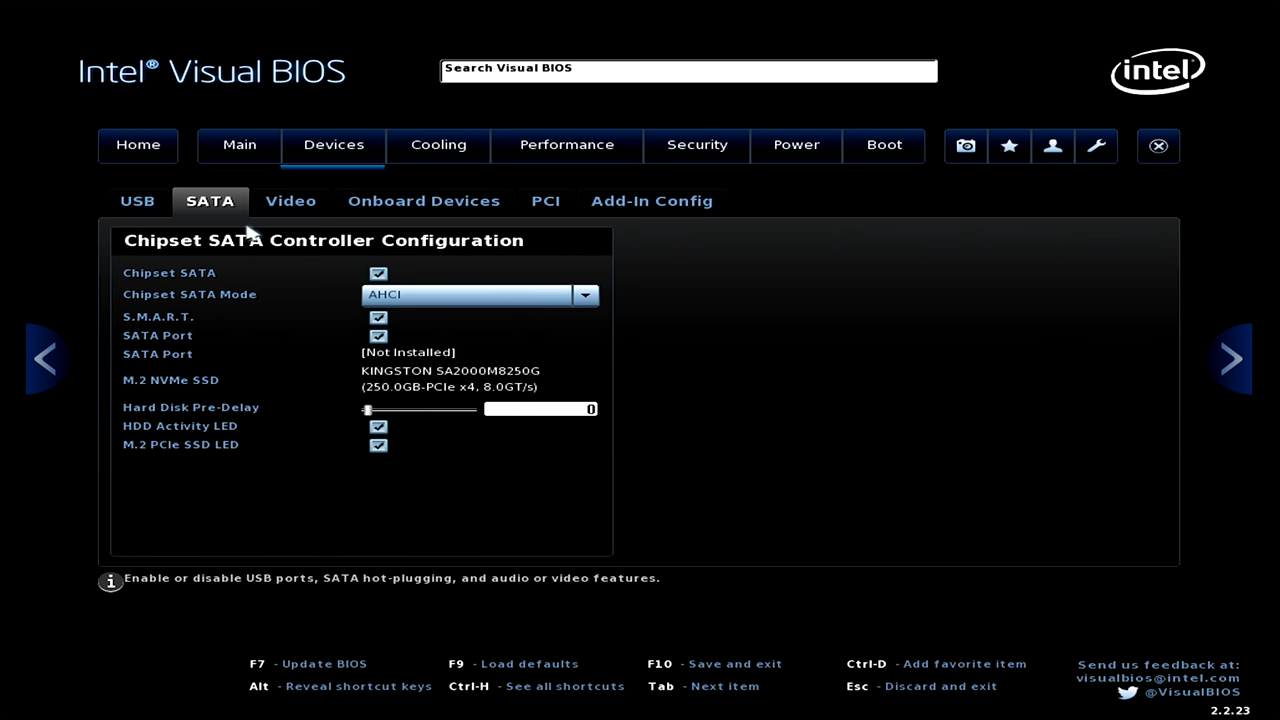 Intel® Visual BIOS
Search Visual BIOS
intel
Home Main Devices Cooling Performance Security Power Boot
USB SATA Video Onboard Devices PCI Add-In Config
Chipset SATA Controller Configuration
Chipset SATA
Chipset SATA Mode AHCI
S.M.A.R.T.
SATA Port
SATA Port [Not Installed]
M.2 NVMe SSD KINGSTON SA2000M8250G
(250.0GB-PCIe x4, 8.0GT/s)
Hard Disk Pre-Delay 0
HDD Activity LED
M.2 PCIe SSD LED
Enable or disable USB ports, SATA hot-plugging, and audio or video features.
F7 - Update BIOS F9 - Load defaults F10 - Save and exit Ctrl-D - Add favorite item
Alt - Reveal shortcut keys Ctrl-H - See all shortcuts Tab - Next item Esc - Discard and exit
Send us feedback at:
visualbios@intel.com
@VisualBIOS
2.2.23